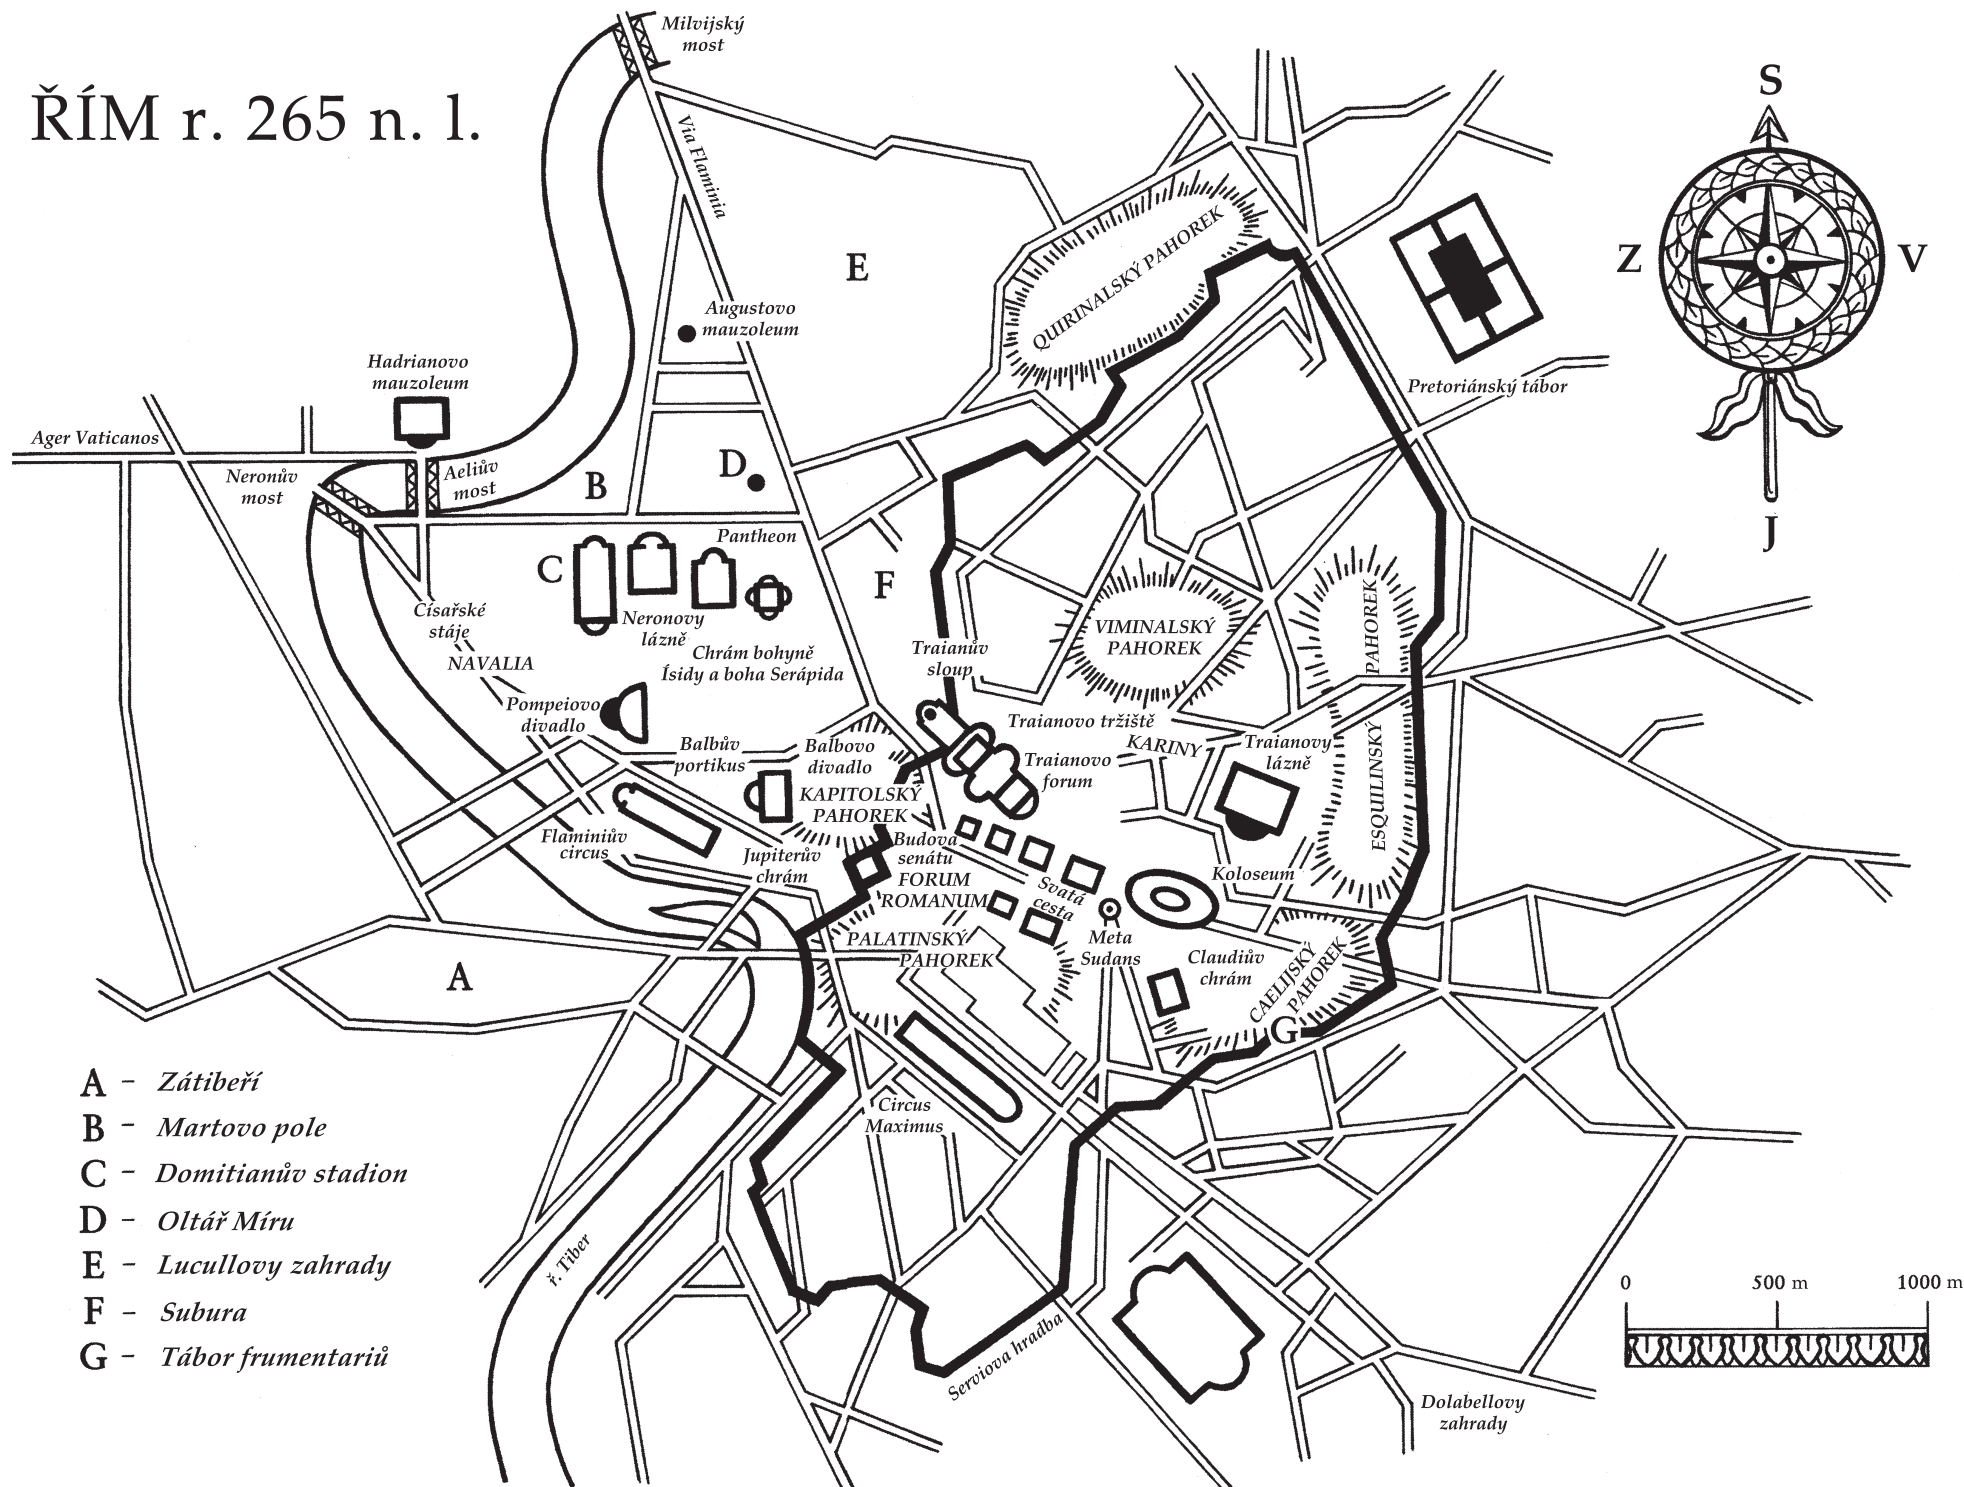 ŘÍM r. 265 n. l.
Milvijský
most
Via Flaminia
S
Z
V
J
E
QUIRINALSKÝ PAHOREK
Augustovo
mauzoleum
Hadrianovo
mauzoleum
Pretoriánský tábor
Ager Vaticanos
Neronův
most
Aeliův
most
B
D
Pantheon
C
F
Císařské
stáje
Neronovy
lázně
NAVALIA
Chrám bohyně
Ísidy a boha Serápida
Traianův
sloup
VIMINALSKÝ
PAHOREK
ESQUILINSKÝ PAHOREK
Pompeiovo
divadlo
Balbův
portikus
Balbovo
divadlo
Traianovo tržiště
KARINY
Traianovo
forum
Traianovy
lázně
KAPITOLSKÝ
PAHOREK
Flaminiův
circus
Jupiterův
chrám
Budova
senátu
FORUM
ROMANUM
Svatá
cesta
Koloseum
PALATINSKÝ
PAHOREK
Meta
Sudans
Claudiův
chrám
CAELIJSKÝ
PAHOREK
G
A
Circus
Maximus
ř. Tiber
Serviova hradba
Dolabellovy
zahrady
A – Zátibeří
B – Martovo pole
C – Domitianův stadion
D – Oltář Míru
E – Lucullovy zahrady
F – Subura
G – Tábor frumentariů
0 500 m 1000 m